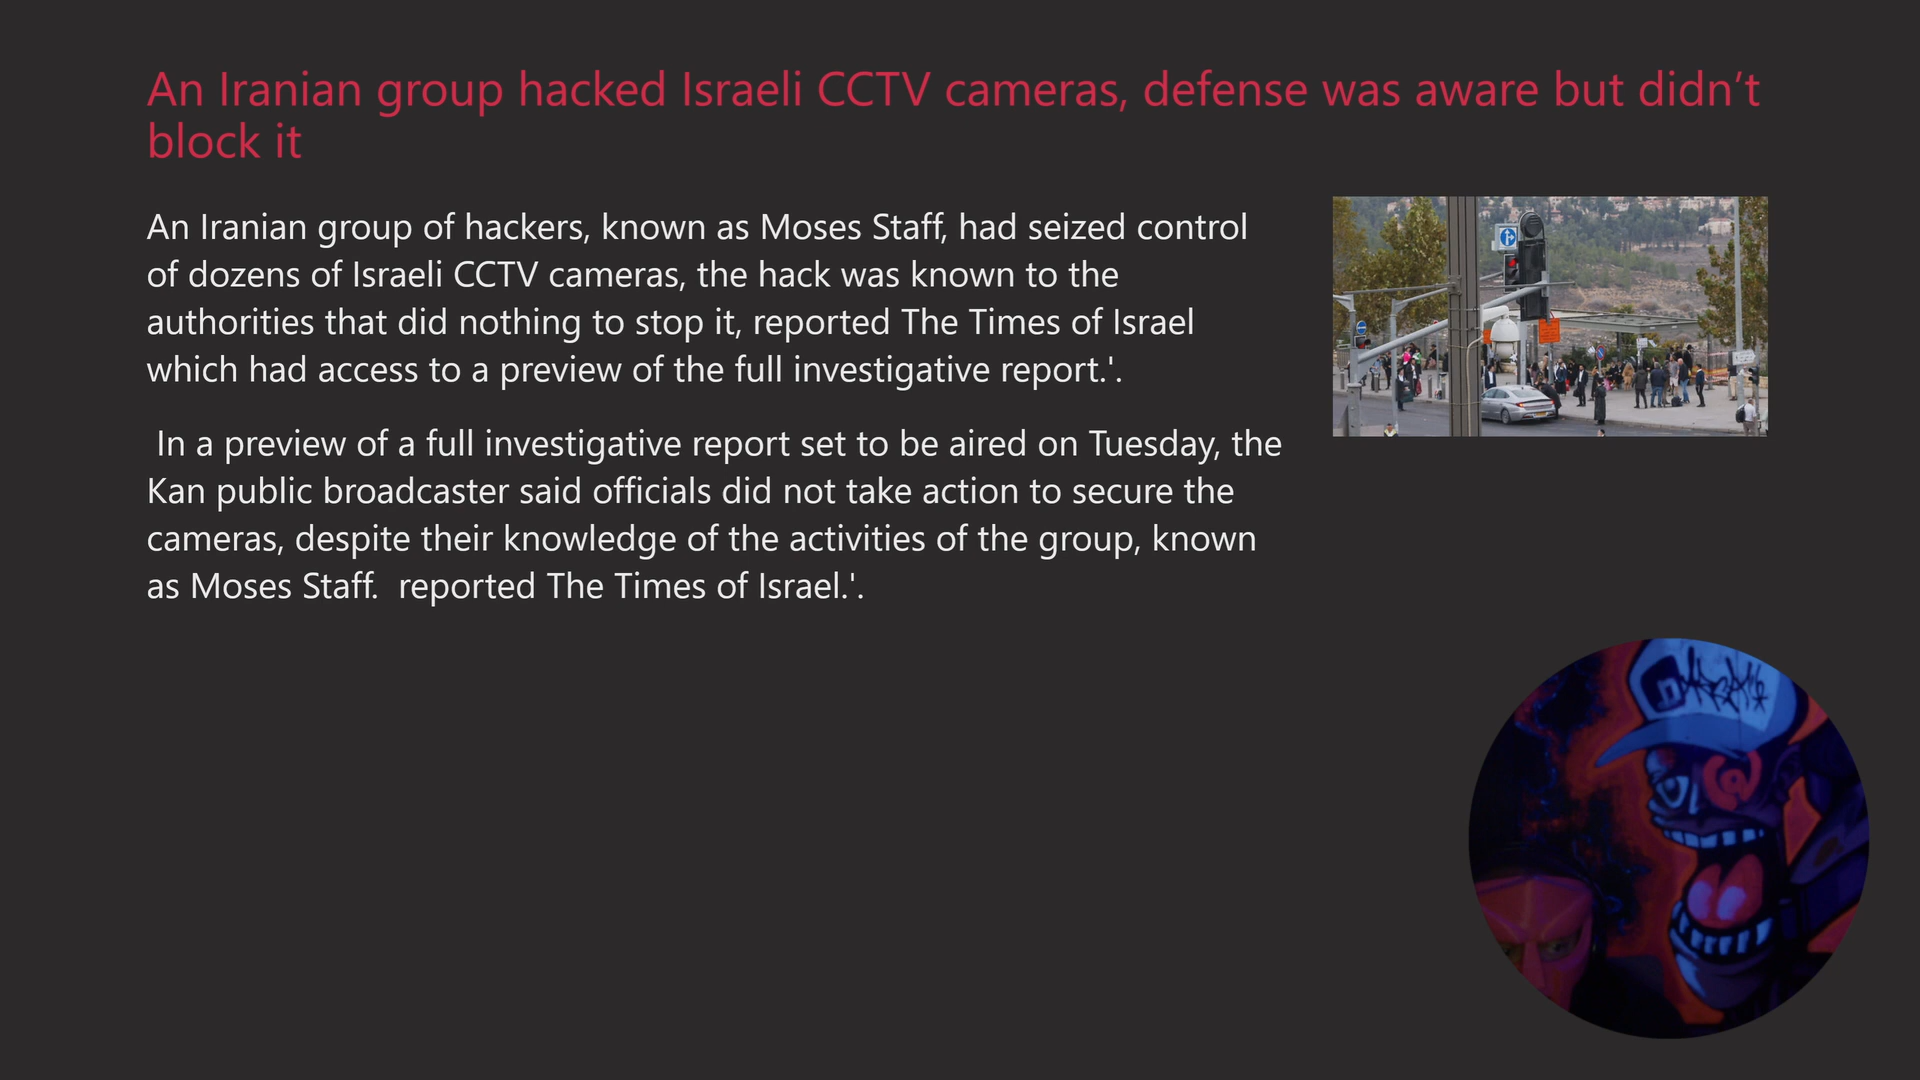 An Iranian group hacked Israeli CCTV cameras, defense was aware but didn’t
block it
An Iranian group of hackers, known as Moses Staff, had seized control
of dozens of Israeli CCTV cameras, the hack was known to the
authorities that did nothing to stop it, reported The Times of Israel
which had access to a preview of the full investigative report.'.
In a preview of a full investigative report set to be aired on Tuesday, the
Kan public broadcaster said officials did not take action to secure the
cameras, despite their knowledge of the activities of the group, known
as Moses Staff.  reported The Times of Israel.'.